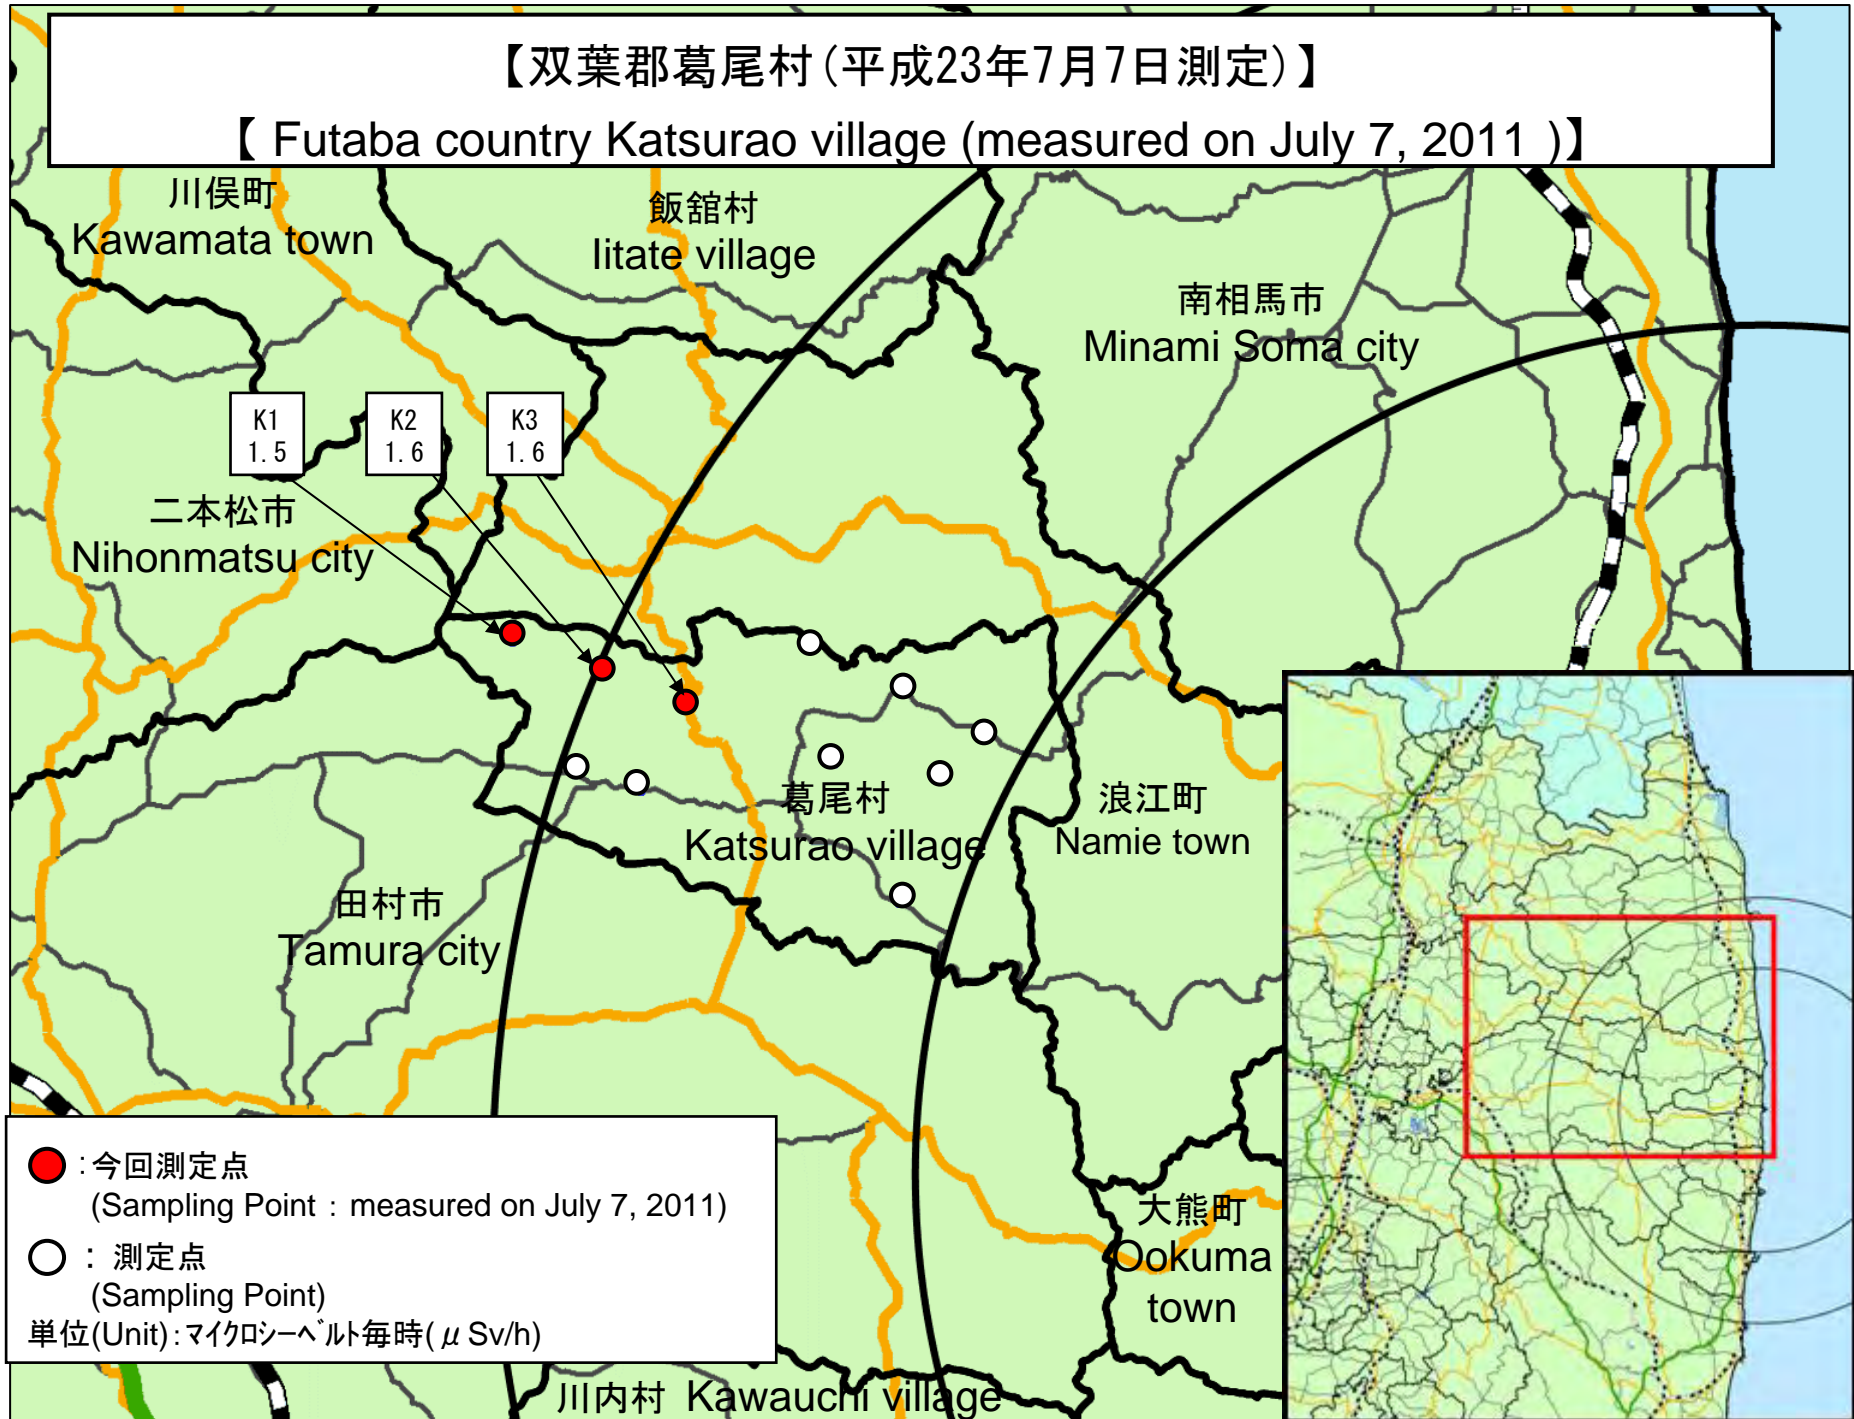 【双葉郡葛尾村(平成23年7月7日測定)】
【 Futaba country Katsurao village (measured on July 7, 2011 )】
川俣町
Kawamata town
飯舘村
Iitate village
南相馬市
Minami Soma city
K1
1.5
K2
1.6
K3
1.6
二本松市
Nihonmatsu city
葛尾村
Katsurao village
浪江町
Namie town
田村市
Tamura city
大熊町
Ookuma
town
川内村 Kawauchi village
:今回測定点
(Sampling Point : measured on July 7, 2011)
: 測定点
(Sampling Point)
単位(Unit):マイクロシーベルト毎時(μ Sv/h)